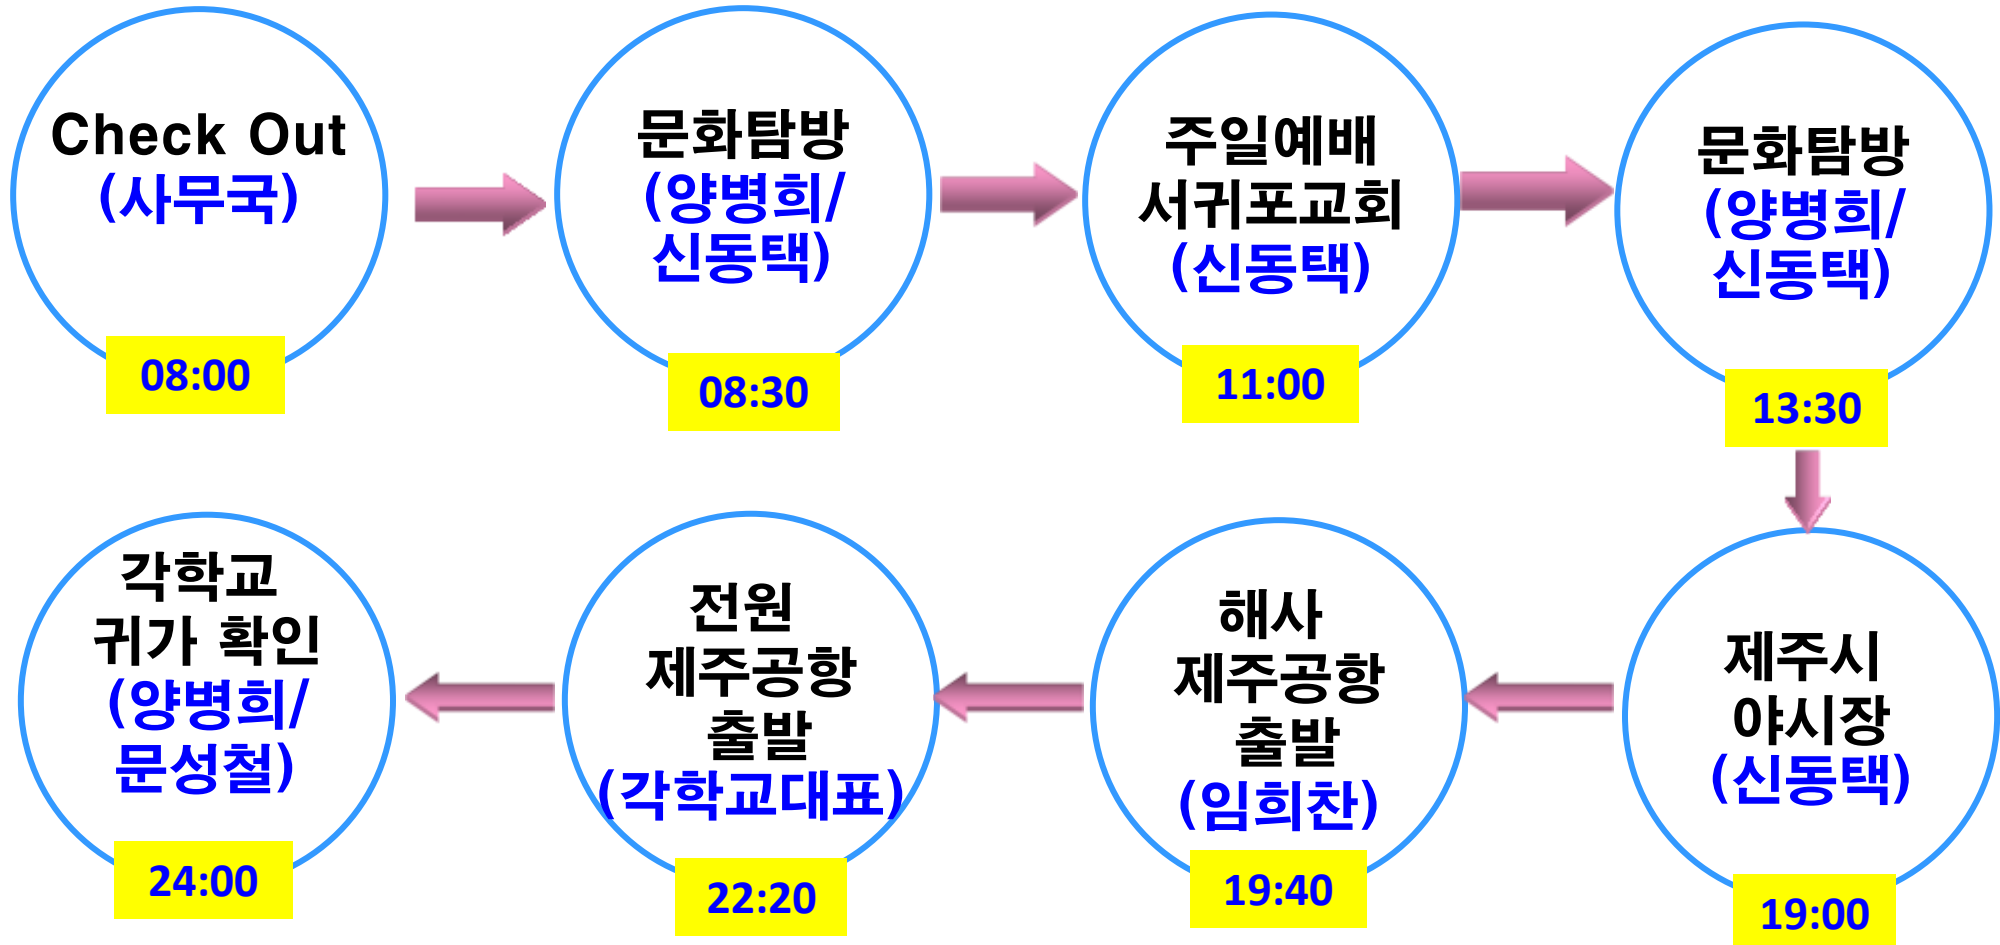 Check Out
(사무국)
08:00
문화탐방
(양병희/
신동택)
08:30
주일예배
서귀포교회
(신동택)
11:00
문화탐방
(양병희/
신동택)
13:30
제주시
야시장
(신동택)
19:00
해사
제주공항
출발
(임희찬)
19:40
전원
제주공항
출발
(각학교대표)
22:20
각학교
귀가 확인
(양병희/
문성철)
24:00